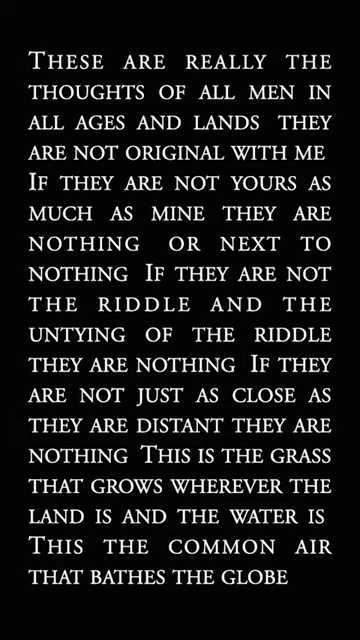 These are really the
thoughts of all men in
all ages and lands they
are not original with me
If they are not yours as
much as mine they are
nothing or next to
nothing If they are not
the riddle and the
untying of the riddle
they are nothing If they
are not just as close as
they are distant they are
nothing This is the grass
that grows wherever the
land is and the water is
This the common air
that bathes the globe